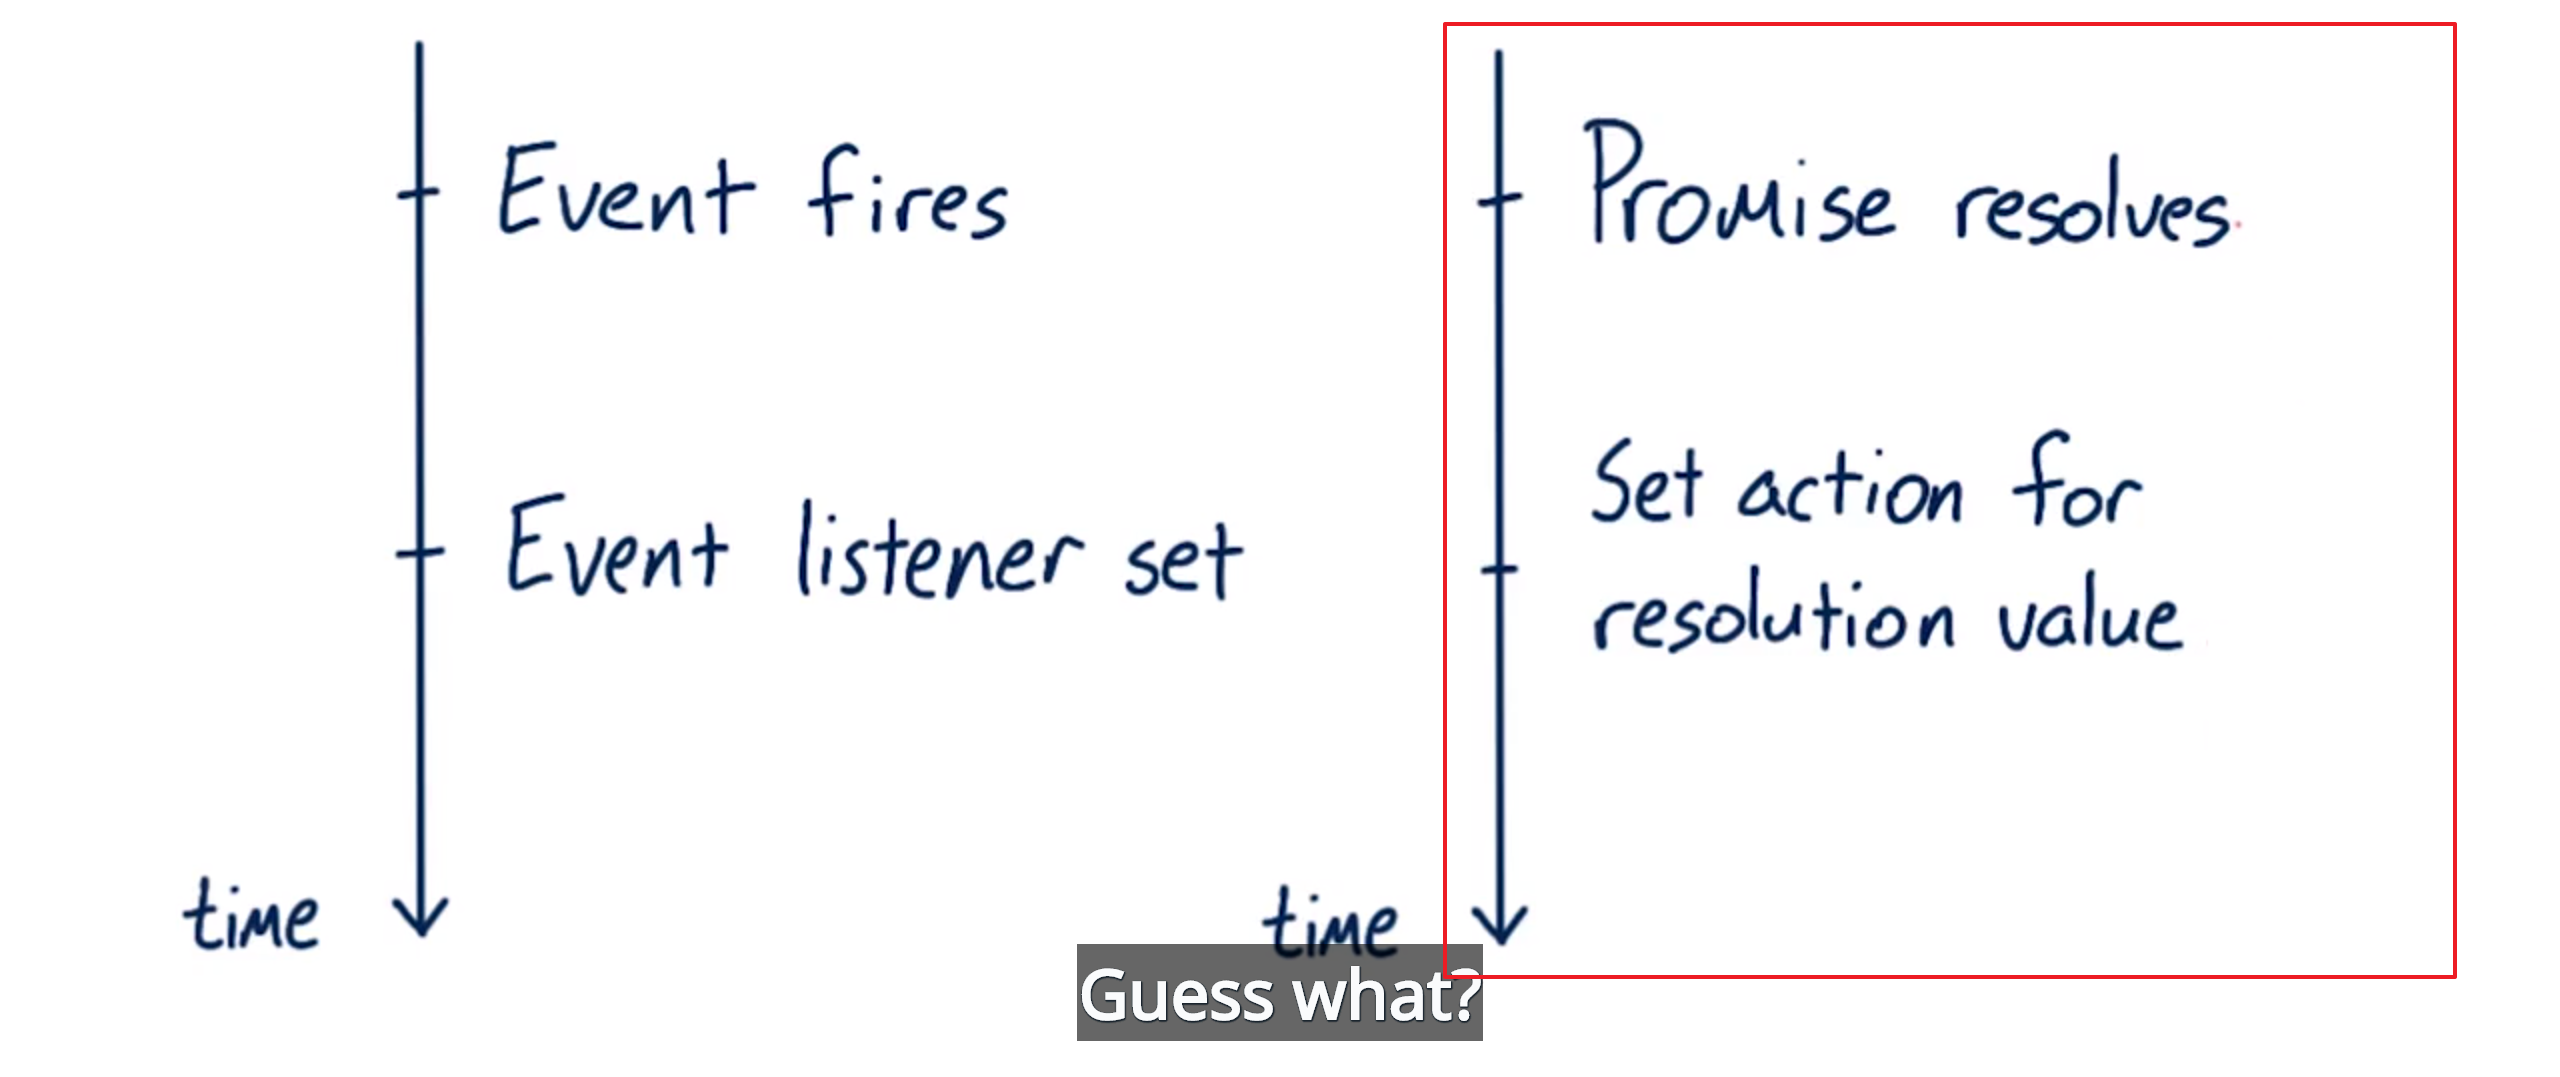 Event fires
Event listener set
time
Promise resolves
Set action for
resolution value
time
Guess what?